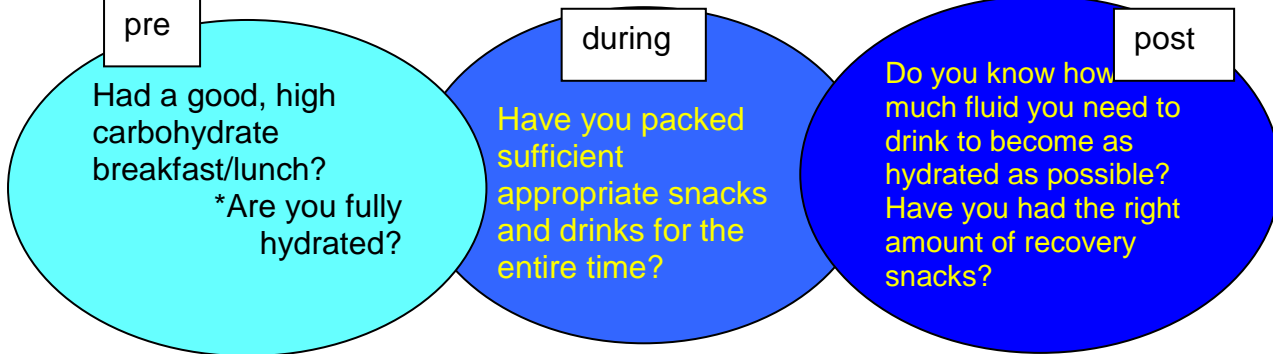 pre
Had a good, high
carbohydrate
breakfast/lunch?
*Are you fully
hydrated?
during
Have you packed
sufficient
appropriate snacks
and drinks for the
entire time?
post
Do you know how
much fluid you need to
drink to become as
hydrated as possible?
Have you had the right
amount of recovery
snacks?